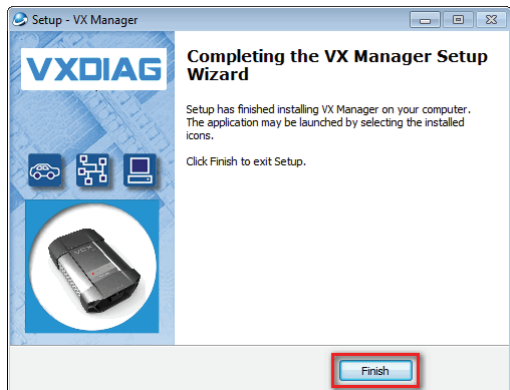 Setup - VX Manager
VXDIAG
Completing the VX Manager Setup
Wizard
Setup has finished installing VX Manager on your computer.
The application may be launched by selecting the installed
icons.
Click Finish to exit Setup.
VCX
Finish